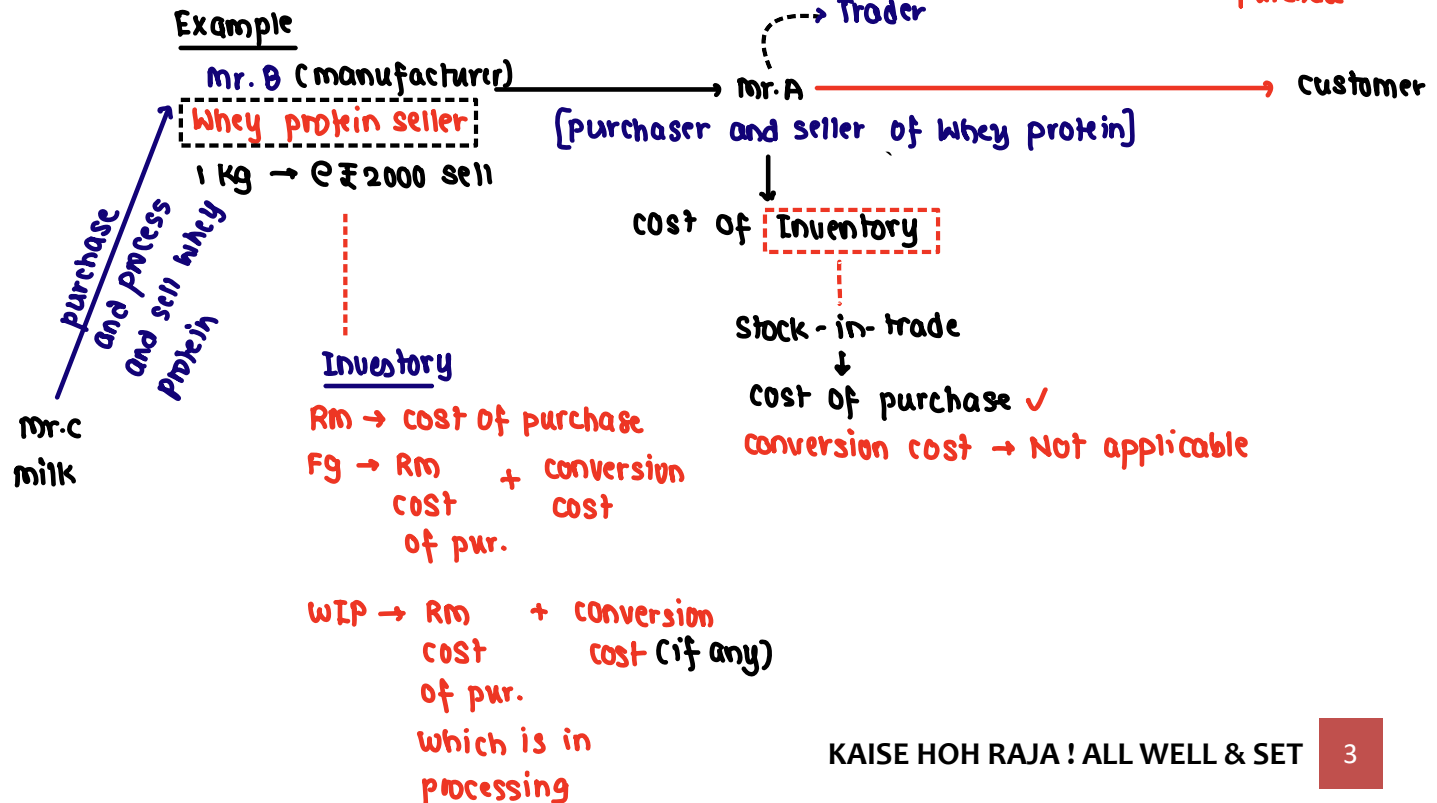 Trader
Example
Mr. B (manufacturer)
Mr. A
customer
Whey protein seller
[purchaser and seller of whey protein]
1 Kg → @ ₹ 2000 sell
purchase
and process
and sell whey
protein
cost of Inventory
Stock-in-trade
cost of purchase ✓
conversion cost → Not applicable
Mr. C
milk
Inventory
Rm → cost of purchase
Fg → Rm + conversion
cost cost
of pur.
WIP → Rm + conversion
cost cost (if any)
of pur.
which is in
processing
KAISE HOH RAJA ! ALL WELL & SET 3